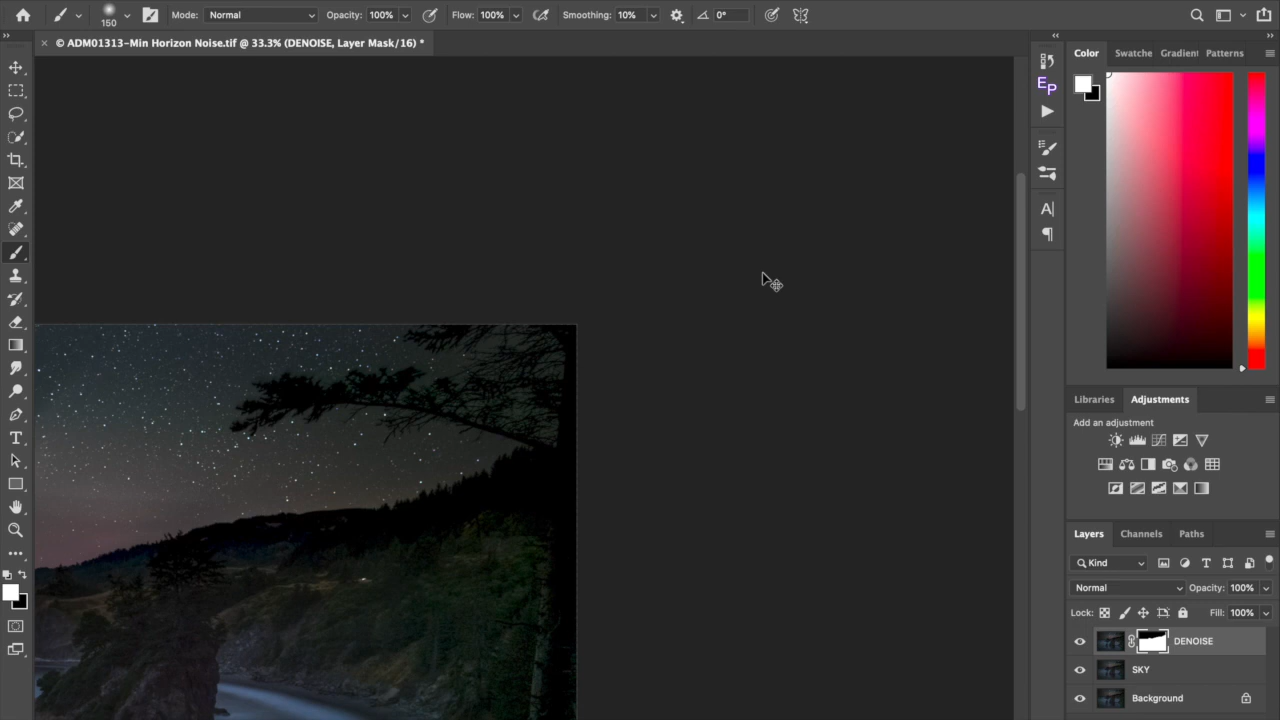 150 Mode: Normal Opacity: 100% Flow: 100% Smoothing: 10% 0°
× © ADM01313-Min Horizon Noise.tif @ 33.3% (DENOISE, Layer Mask/16) *
Color Swatche Gradient Patterns
EP
A|
Libraries Adjustments
Add an adjustment
Layers Channels Paths
Kind
Normal Opacity: 100%
Lock: Fill: 100%
DENOISE
SKY
Background